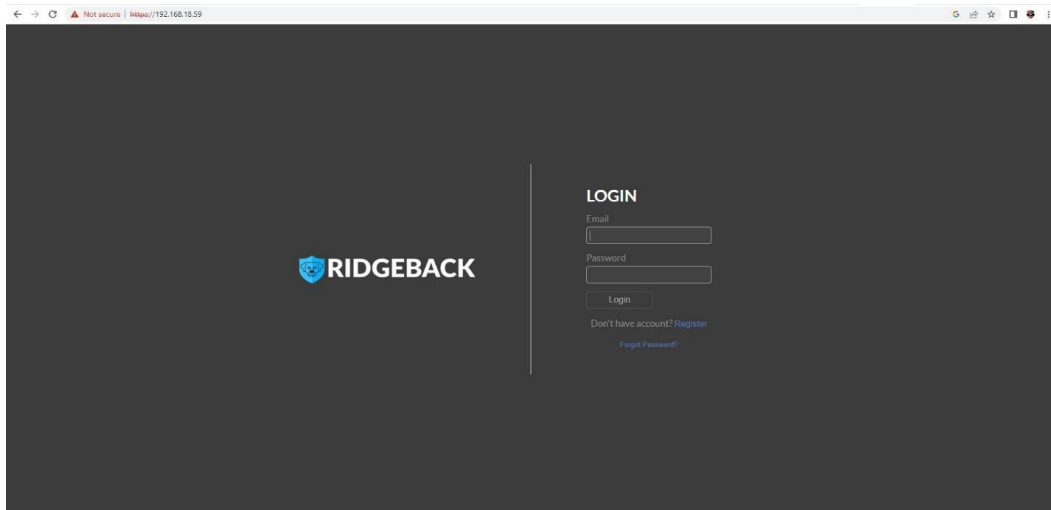 Not secure | https://192.168.18.59
LOGIN
Email
RIDGEBACK
Password
Login
Don't have account? Register
Forgot Password?